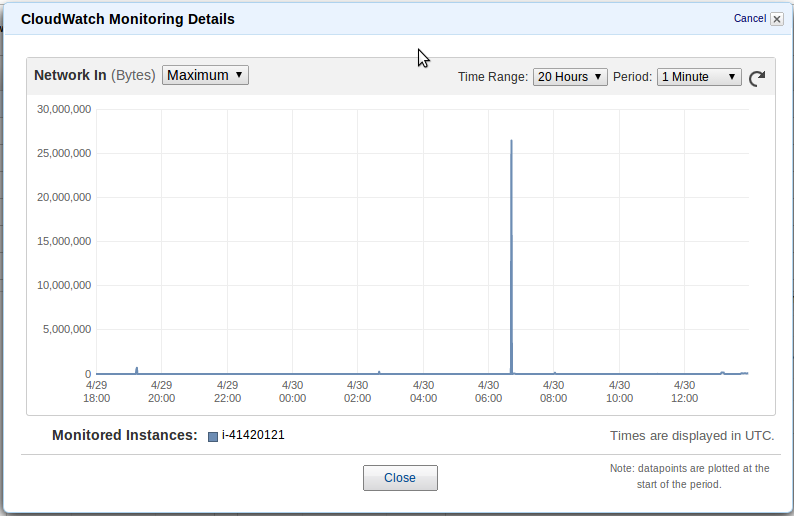 CloudWatch Monitoring Details
Cancel
Network In (Bytes) Maximum
Time Range: 20 Hours Period: 1 Minute
30,000,000
25,000,000
20,000,000
15,000,000
10,000,000
5,000,000
0
4/29 4/29 4/29 4/30 4/30 4/30 4/30 4/30 4/30 4/30
18:00 20:00 22:00 00:00 02:00 04:00 06:00 08:00 10:00 12:00
Monitored Instances: i-41420121
Times are displayed in UTC.
Close
Note: datapoints are plotted at the
start of the period.